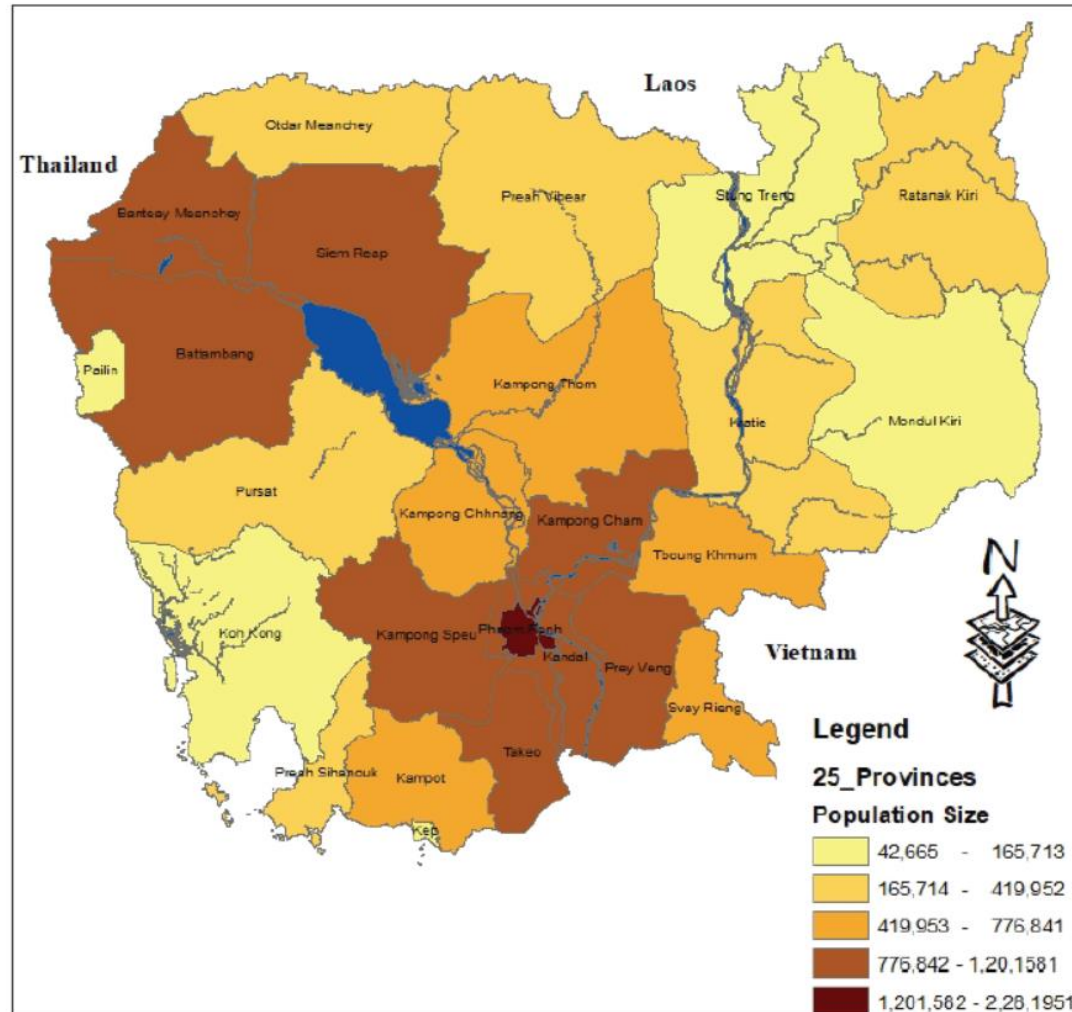 Laos
Otdar Meanchey
Thailand
Preah Vihear
Stung Treng
Ratanak Kiri
Banteay Meanchey
Siem Reap
Battambang
Pailin
Kampong Thom
Kratie
Mondul Kiri
Pursat
Kampong Chhnang
Kampong Cham
Tboung Khmum
N
Koh Kong
Kampong Speu
Phnom Penh
Kandal
Prey Veng
Vietnam
Svay Rieng
Takeo
Preah Sihanouk
Kampot
Kep
Legend
25_Provinces
Population Size
42,665 - 165,713
165,714 - 419,952
419,953 - 776,841
776,842 - 1,20,1581
1,201,582 - 2,28,1951